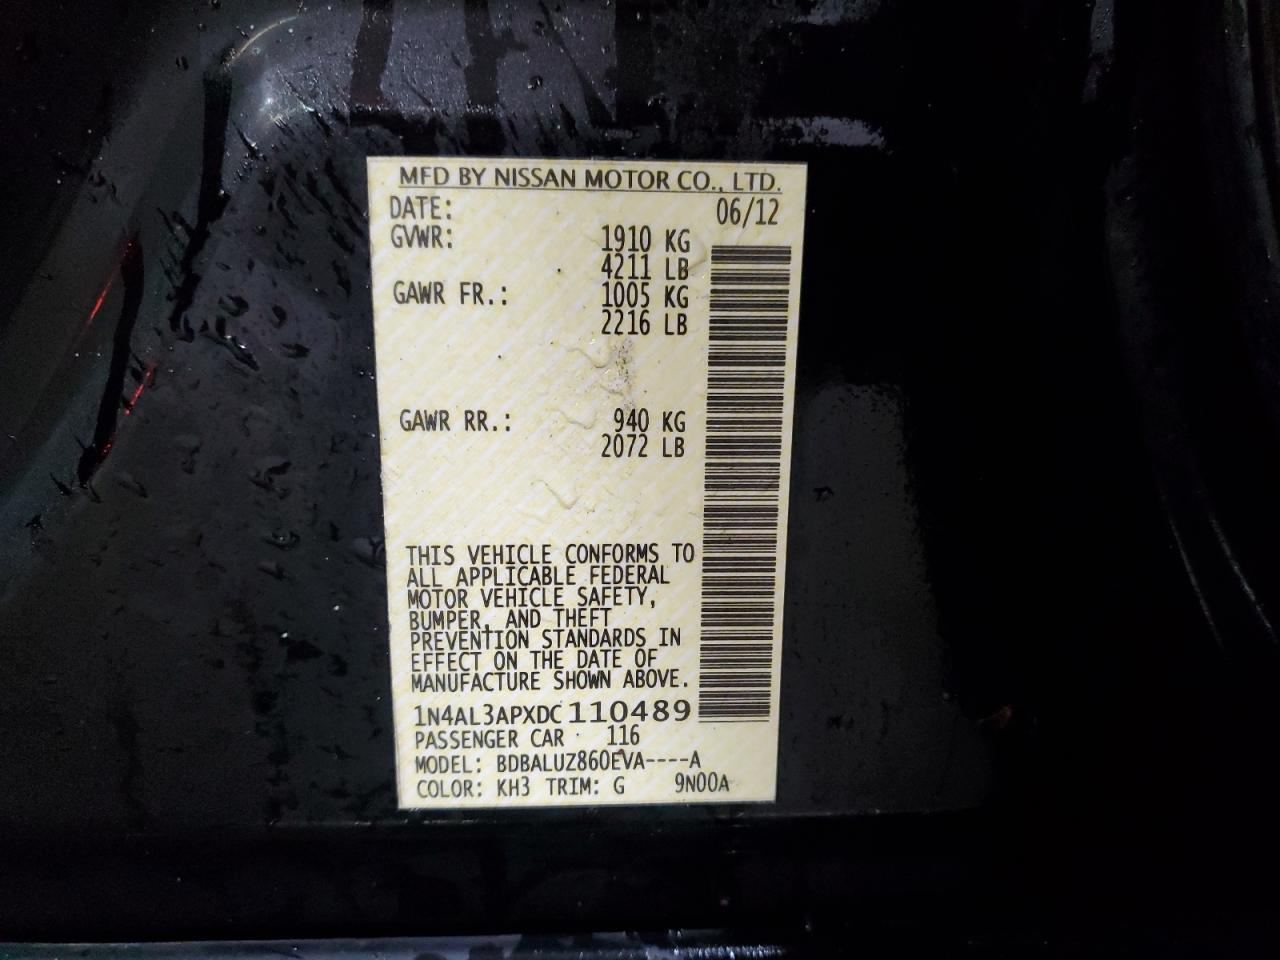 MFD BY NISSAN MOTOR CO., LTD.
DATE: 06/12
GVWR: 1910 KG
4211 LB
GAWR FR.: 1005 KG
2216 LB
GAWR RR.: 940 KG
2072 LB
THIS VEHICLE CONFORMS TO
ALL APPLICABLE FEDERAL
MOTOR VEHICLE SAFETY,
BUMPER, AND THEFT
PREVENTION STANDARDS IN
EFFECT ON THE DATE OF
MANUFACTURE SHOWN ABOVE.
1N4AL3APXDC110489
PASSENGER CAR 116
MODEL: BDBALUZ860EVA----A
COLOR: KH3 TRIM: G 9N00A